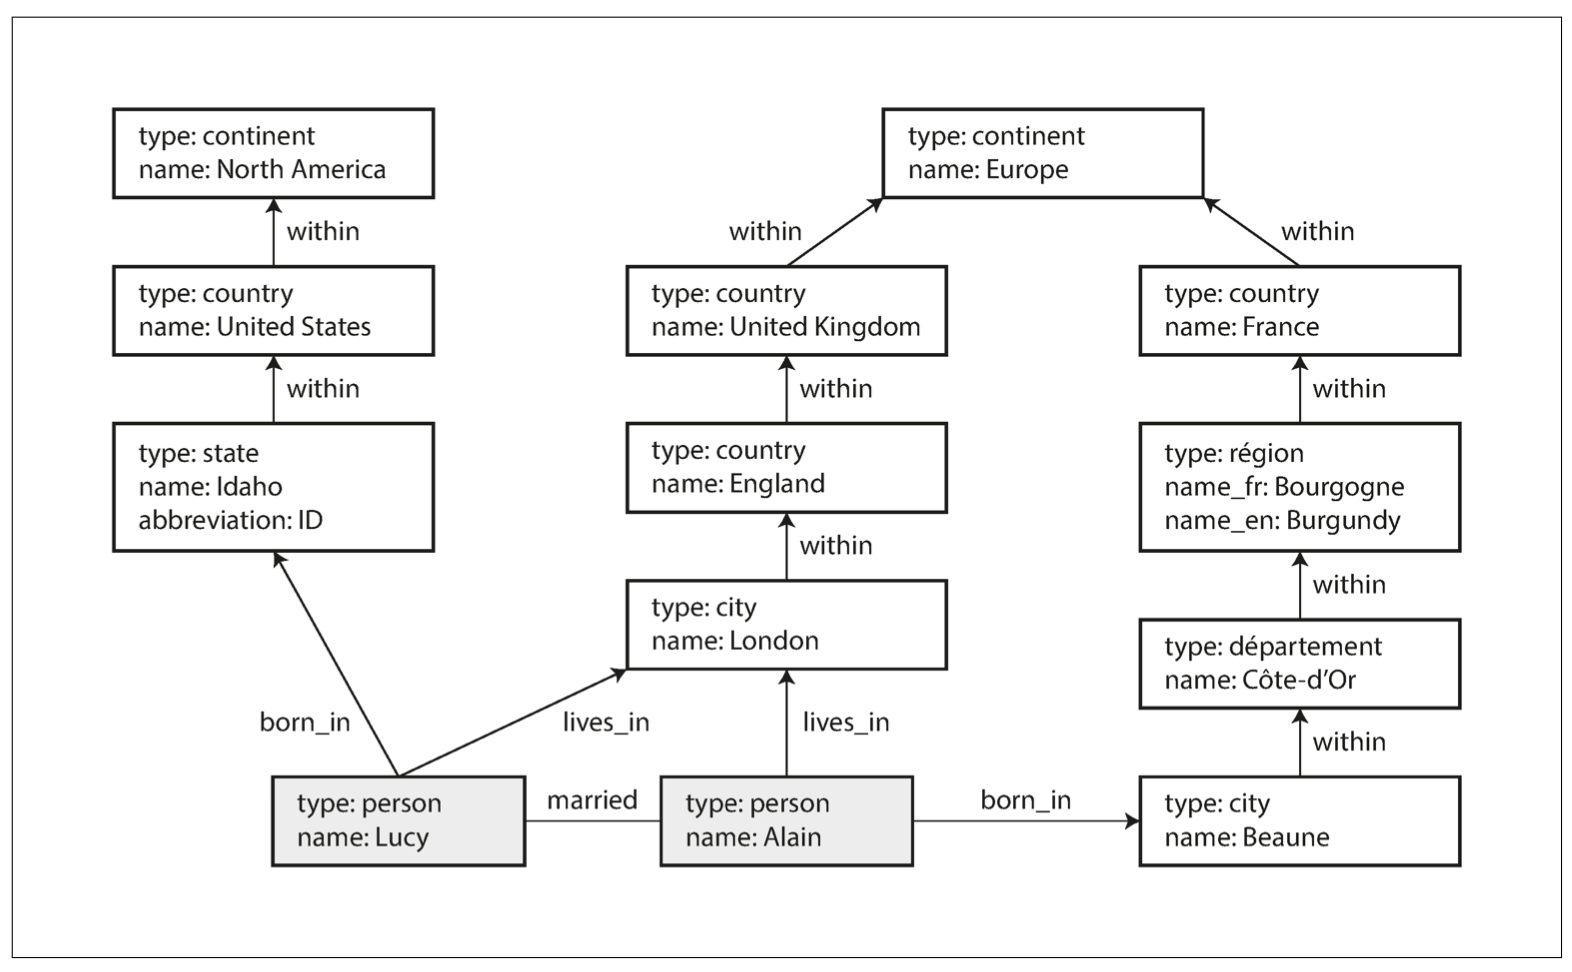 type: continent
name: North America
type: continent
name: Europe
within
within
within
type: country
name: United States
type: country
name: United Kingdom
type: country
name: France
within
within
within
type: state
name: Idaho
abbreviation: ID
type: country
name: England
type: région
name_fr: Bourgogne
name_en: Burgundy
within
within
type: city
name: London
type: département
name: Côte-d’Or
born_in
lives_in
lives_in
within
type: person
name: Lucy
married
type: person
name: Alain
born_in
type: city
name: Beaune